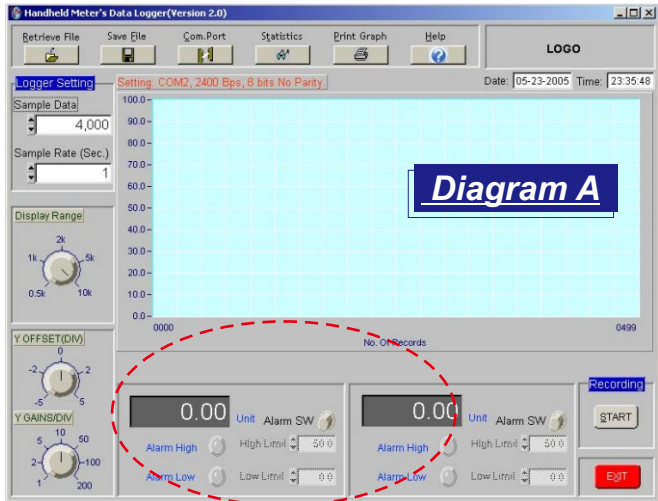 Handheld Meter's Data Logger(Version 2.0)
Retrieve File Save File Com.Port Statistics Print Graph Help
LOGO
Logger Setting
Setting: COM2, 2400 Bps, 8 bits No Parity
Date: 05-23-2005 Time: 23:35:48
Sample Data
4,000
Sample Rate (Sec.)
1
100.0
90.0
80.0
70.0
60.0
50.0
40.0
30.0
20.0
10.0
0.0
0000
0499
No. Of Records
Diagram A
Display Range
2k
1k 5k
0.5k 10k
Y OFFSET(DIV)
0
-2 2
-5 5
Y GAINS/DIV
10
5 50
2 100
1 200
0.00 Unit Alarm SW
Alarm High High Limit 50.0
Alarm Low Low Limit 0.0
0.00 Unit Alarm SW
Alarm High High Limit 50.0
Alarm Low Low Limit 0.0
Recording
START
EXIT